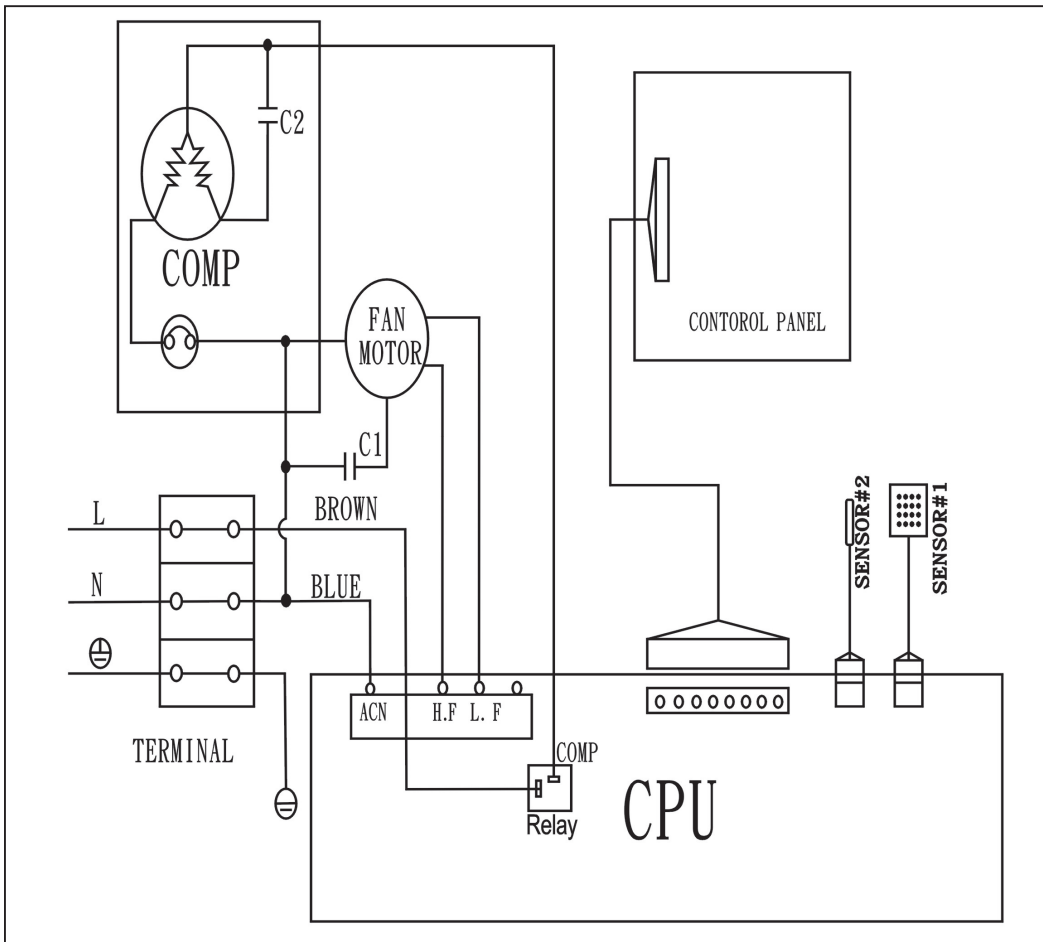 C2
COMP
FAN
MOTOR
CONTOROL PANEL
C1
L
BROWN
N
BLUE
SENSOR#2
SENSOR#1
ACN
H.F
L. F
TERMINAL
COMP
Relay
CPU